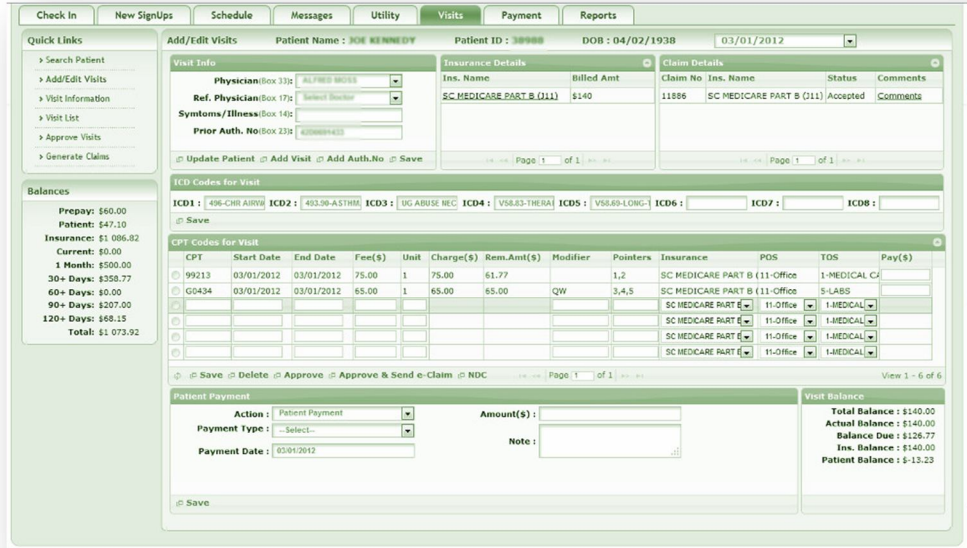 Check In New SignUps Schedule Messages Utility Visits Payment Reports
Quick Links
› Search Patient
› Add/Edit Visits
› Visit Information
› Visit List
› Approve Visits
› Generate Claims
Balances
Prepay: $60.00
Patient: $47.10
Insurance: $1 086.82
Current: $0.00
1 Month: $500.00
30+ Days: $358.77
60+ Days: $0.00
90+ Days: $207.00
120+ Days: $68.15
Total: $1 073.92
Add/Edit Visits Patient Name : Patient ID : DOB : 04/02/1938 03/01/2012
Visit Info
Physician(Box 33):
Ref. Physician(Box 17): Select Doctor
Symtoms/Illness(Box 14):
Prior Auth. No(Box 23):
Update Patient Add Visit Add Auth.No Save
Insurance Details
Ins. Name Billed Amt
SC MEDICARE PART B (J11) $140
Page 1 of 1
Claim Details
Claim No Ins. Name Status Comments
11886 SC MEDICARE PART B (J11) Accepted Comments
Page 1 of 1
ICD Codes for Visit
ICD1 : 496-CHR AIRW ICD2 : 493.90-ASTHM ICD3 : UG ABUSE NEC ICD4 : V58.83-THERA ICD5 : V58.69-LONG-T ICD6 : ICD7 : ICD8 :
Save
CPT Codes for Visit
CPT Start Date End Date Fee($) Unit Charge($) Rem.Amt($) Modifier Pointers Insurance POS TOS Pay($)
99213 03/01/2012 03/01/2012 75.00 1 75.00 61.77 1,2 SC MEDICARE PART B ( 11-Office 1-MEDICAL CA
G0434 03/01/2012 03/01/2012 65.00 1 65.00 65.00 QW 3,4,5 SC MEDICARE PART B ( 11-Office 5-LABS
SC MEDICARE PART B 11-Office 1-MEDICAL
SC MEDICARE PART B 11-Office 1-MEDICAL
SC MEDICARE PART B 11-Office 1-MEDICAL
SC MEDICARE PART B 11-Office 1-MEDICAL
Save Delete Approve Approve & Send e-Claim NDC Page 1 of 1 View 1 - 6 of 6
Patient Payment
Action : Patient Payment
Payment Type : --Select--
Payment Date : 03/01/2012
Amount($) :
Note :
Save
Visit Balance
Total Balance : $140.00
Actual Balance : $140.00
Balance Due : $126.77
Ins. Balance : $140.00
Patient Balance : $-13.23